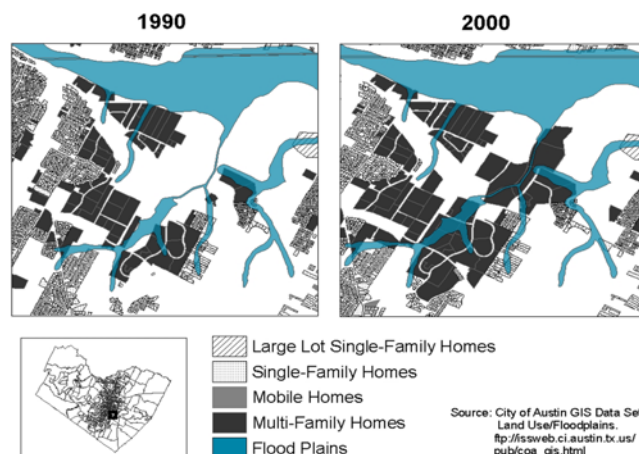 1990
2000
Large Lot Single-Family Homes
Single-Family Homes
Mobile Homes
Multi-Family Homes
Flood Plains
Source: City of Austin GIS Data Set
Land Use/Floodplains.
ftp://issweb.ci.austin.tx.us/
pub/coa_gis.html